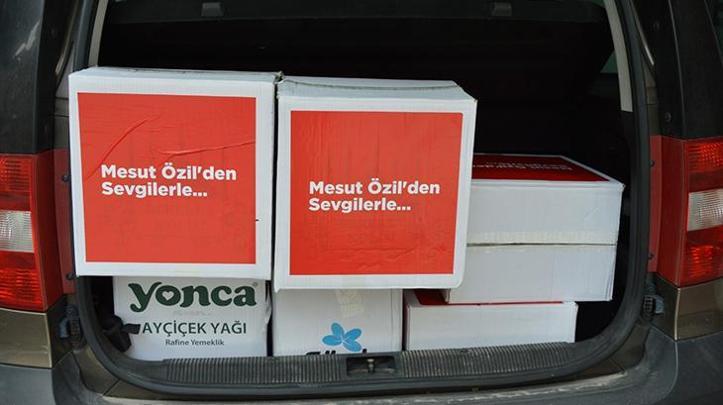 Mesut Özil'den
Sevgilerle...
Mesut Özil'den
Sevgilerle...
yonca
AYÇİÇEK YAĞI
Rafine Yemeklik